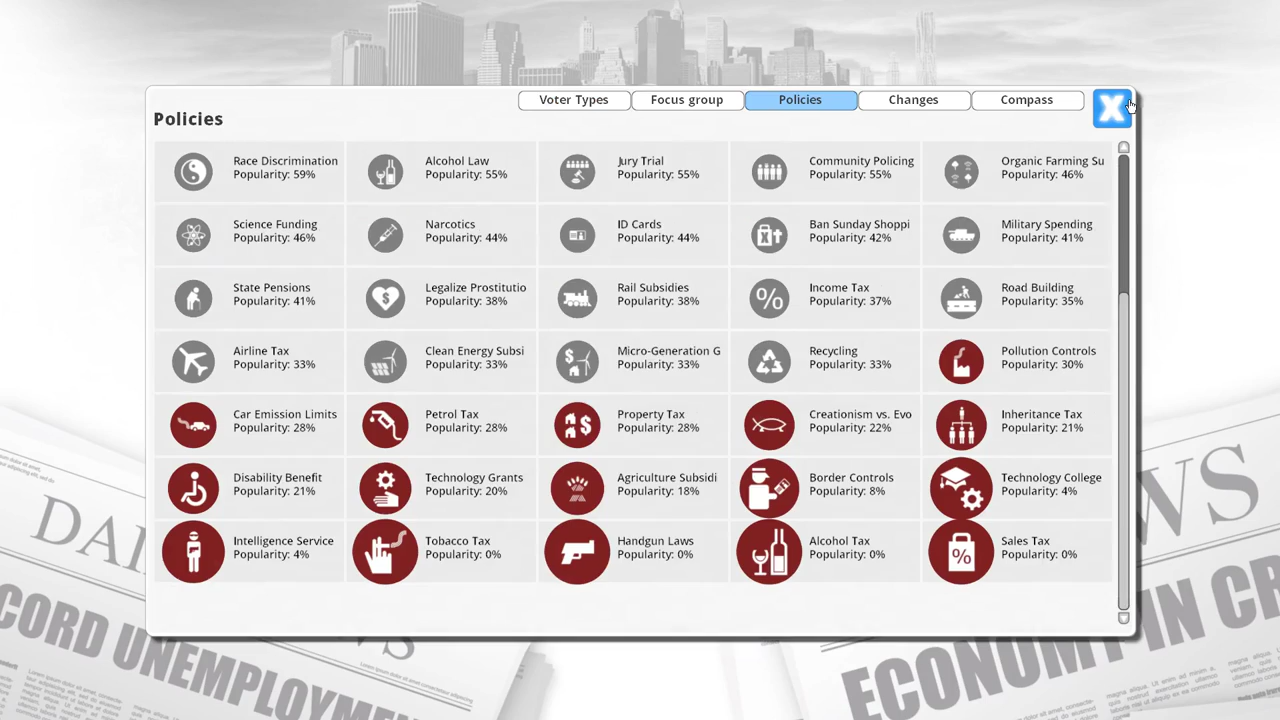 Voter Types
Focus group
Policies
Changes
Compass
X
Policies
Race Discrimination
Popularity: 59%
Alcohol Law
Popularity: 55%
Jury Trial
Popularity: 55%
Community Policing
Popularity: 55%
Organic Farming Su
Popularity: 46%
Science Funding
Popularity: 46%
Narcotics
Popularity: 44%
ID Cards
Popularity: 44%
Ban Sunday Shoppi
Popularity: 42%
Military Spending
Popularity: 41%
State Pensions
Popularity: 41%
Legalize Prostitutio
Popularity: 38%
Rail Subsidies
Popularity: 38%
Income Tax
Popularity: 37%
Road Building
Popularity: 35%
Airline Tax
Popularity: 33%
Clean Energy Subsi
Popularity: 33%
Micro-Generation G
Popularity: 33%
Recycling
Popularity: 33%
Pollution Controls
Popularity: 30%
Car Emission Limits
Popularity: 28%
Petrol Tax
Popularity: 28%
Property Tax
Popularity: 28%
Creationism vs. Evo
Popularity: 22%
Inheritance Tax
Popularity: 21%
Disability Benefit
Popularity: 21%
Technology Grants
Popularity: 20%
Agriculture Subsidi
Popularity: 18%
Border Controls
Popularity: 8%
Technology College
Popularity: 4%
Intelligence Service
Popularity: 4%
Tobacco Tax
Popularity: 0%
Handgun Laws
Popularity: 0%
Alcohol Tax
Popularity: 0%
Sales Tax
Popularity: 0%
DAI
WS
WS
CORD UNEMPLOYME
ECONOMY IN CR